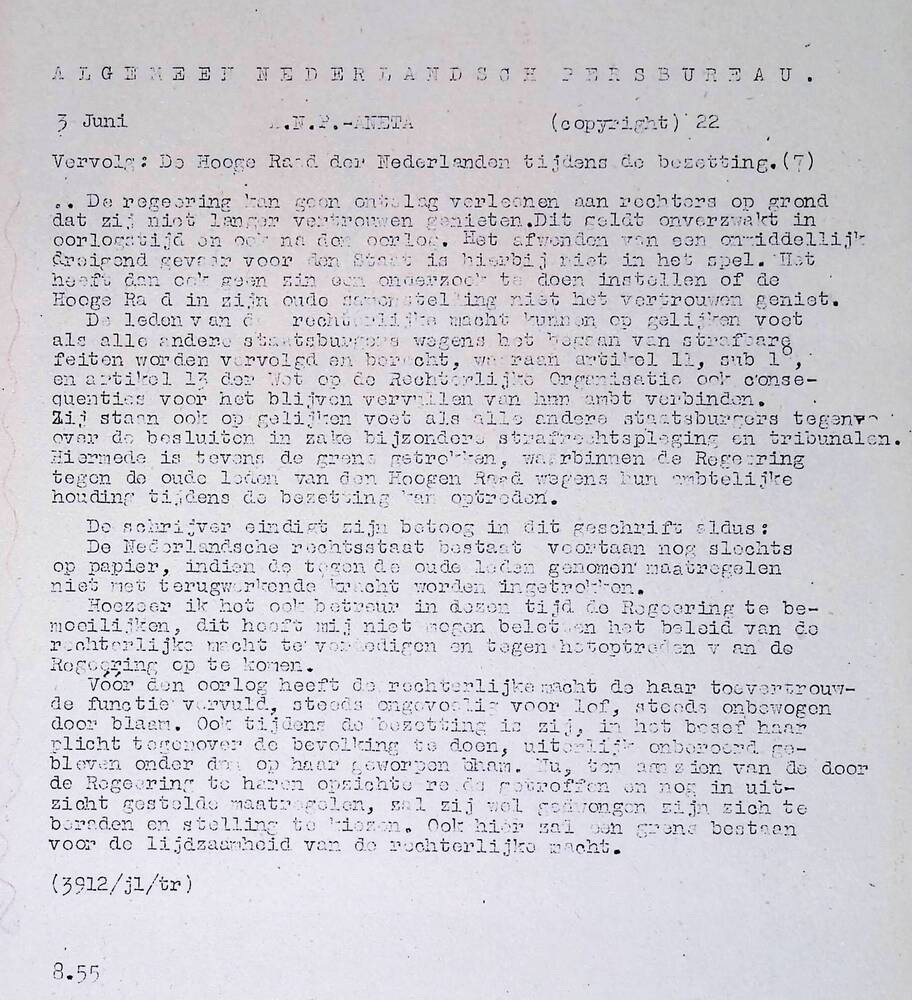 ALGEMEEN NEDERLANDSCH PERSBUREAU.
3 Juni A.N.P.-ANETA (copyright) 22
Vervolg: De Hooge Raad der Nederlanden tijdens de bezetting.(7)
.. De regeering kan geen ontslag verleenen aan rechters op grond
dat zij niet langer vertrouwen genieten.Dit geldt onverzwakt in
oorlogstijd en ook na den oorlog. Het afwenden van een onmiddellijk
dreigend gevaar voor den Staat is hierbij niet in het spel. Het
heeft dan ook geen zin een onderzoek te doen instellen of de
Hooge Ra d in zijn oude samenstelling niet het vertrouwen geniet.
De leden van de rechterlijke macht kunnen op gelijken voet
als alle andere staatsburgers wegens het begaan van strafbare
feiten worden vervolgd en berecht, waaraan artikel 11, sub 1°,
en artikel 13 der Wet op de Rechterlijke Organisatie ook conse-
quenties voor het blijven vervullen van hun ambt verbinden.
Zij staan ook op gelijken voet als alle andere staatsburgers tegenv
over de besluiten in zake bijzondere strafrechtspleging en tribunalen.
Hiermede is tevens de grens getrokken, waarbinnen de Regeering
tegen de oude leden van den Hoogen Raad wegens hun ambtelijke
houding tijdens de bezetting kan optreden.
De schrijver eindigt zijn betoog in dit geschrift aldus:
De Nederlandsche rechtsstaat bestaat voortaan nog slechts
op papier, indien de tegen de oude leden genomen maatregelen
niet met terugwerkende kracht worden ingetrokken.
Hoezeer ik het ook betreur in dezen tijd de Regeering te be-
moeilijken, dit heeft mij niet mogen beletten het beleid van de
rechterlijke macht te verdedigen en tegen hetoptreden v an de
Regeering op te komen.
Vóór den oorlog heeft de rechterlijke macht de haar toevertrouw-
de functie vervuld, steeds ongevoelig voor lof, steeds onbewogen
door blaam. Ook tijdens de bezetting is zij, in het besef haar
plicht tegenover de bevolking te doen, uiterlijk onberoerd ge-
bleven onder den op haar geworpen blaam. Nu, ten aanzien van de door
de Regeering te haren opzichte reeds getroffen en nog in uit-
zicht gestelde maatregelen, zal zij wel gedwongen zijn zich te
beraden en stelling te kiezen. Ook hier zal een grens bestaan
voor de lijdzaamheid van de rechterlijke macht.
(3912/jl/tr)
8.55